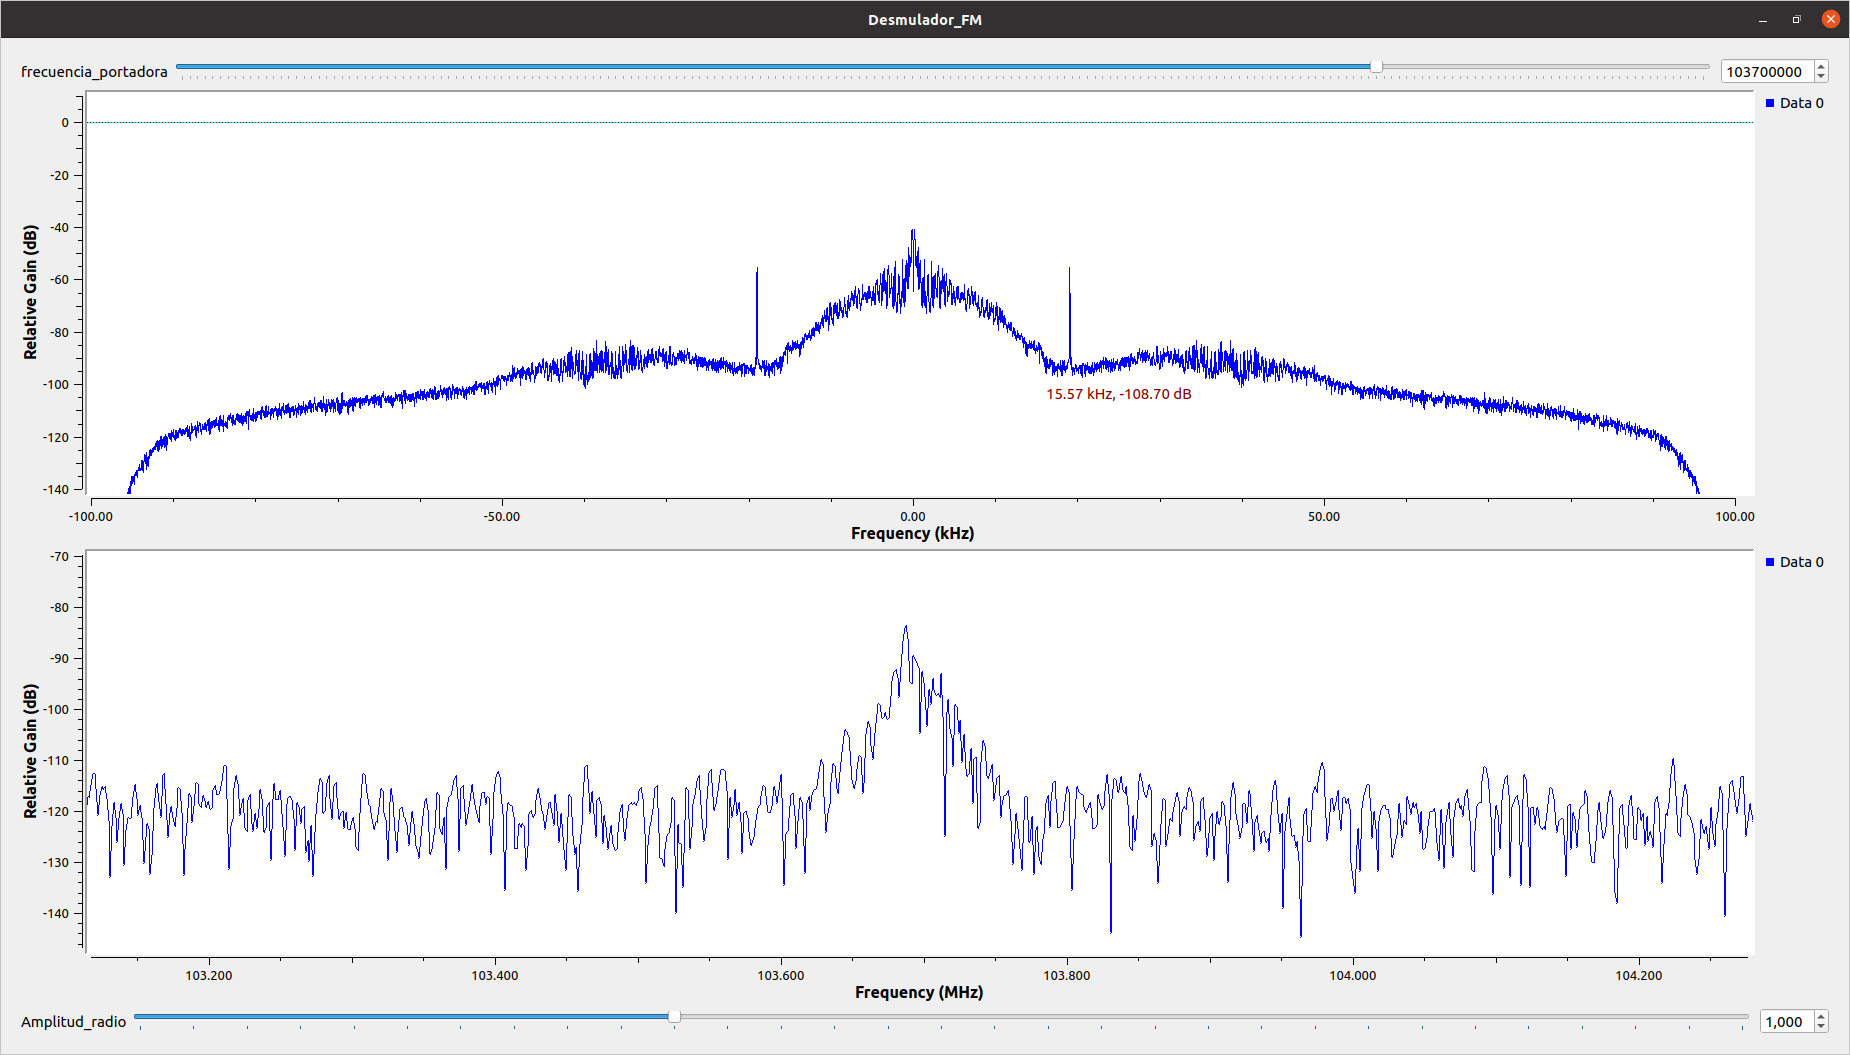 Desmulador_FM
frecuencia_portadora
103700000
Data 0
0
-20
-40
-60
-80
-100
-120
-140
Relative Gain (dB)
15.57 kHz, -108.70 dB
-100.00 -50.00 0.00 50.00 100.00
Frequency (kHz)
Data 0
-70
-80
-90
-100
-110
-120
-130
-140
Relative Gain (dB)
103.200 103.400 103.600 103.800 104.000 104.200
Frequency (MHz)
Amplitud_radio
1,000